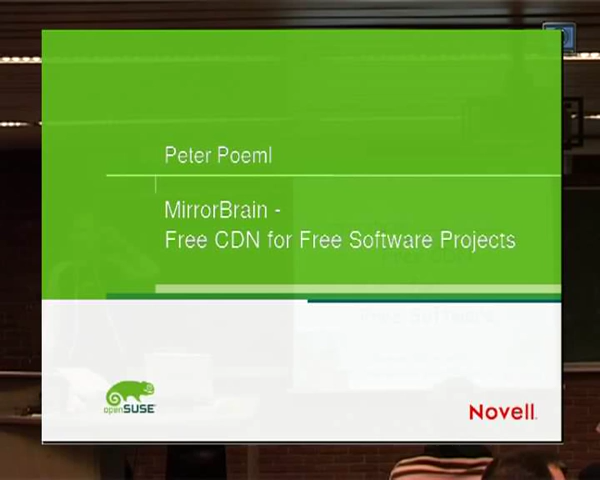 Peter Poeml
MirrorBrain -
Free CDN for Free Software Projects
openSUSE
Novell.